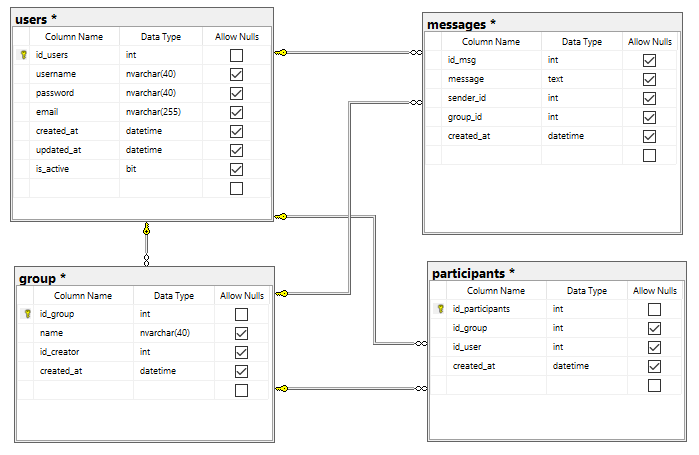 users *
Column Name Data Type Allow Nulls
id_users int
username nvarchar(40)
password nvarchar(40)
email nvarchar(255)
created_at datetime
updated_at datetime
is_active bit
messages *
Column Name Data Type Allow Nulls
id_msg int
message text
sender_id int
group_id int
created_at datetime
group *
Column Name Data Type Allow Nulls
id_group int
name nvarchar(40)
id_creator int
created_at datetime
participants *
Column Name Data Type Allow Nulls
id_participants int
id_group int
id_user int
created_at datetime